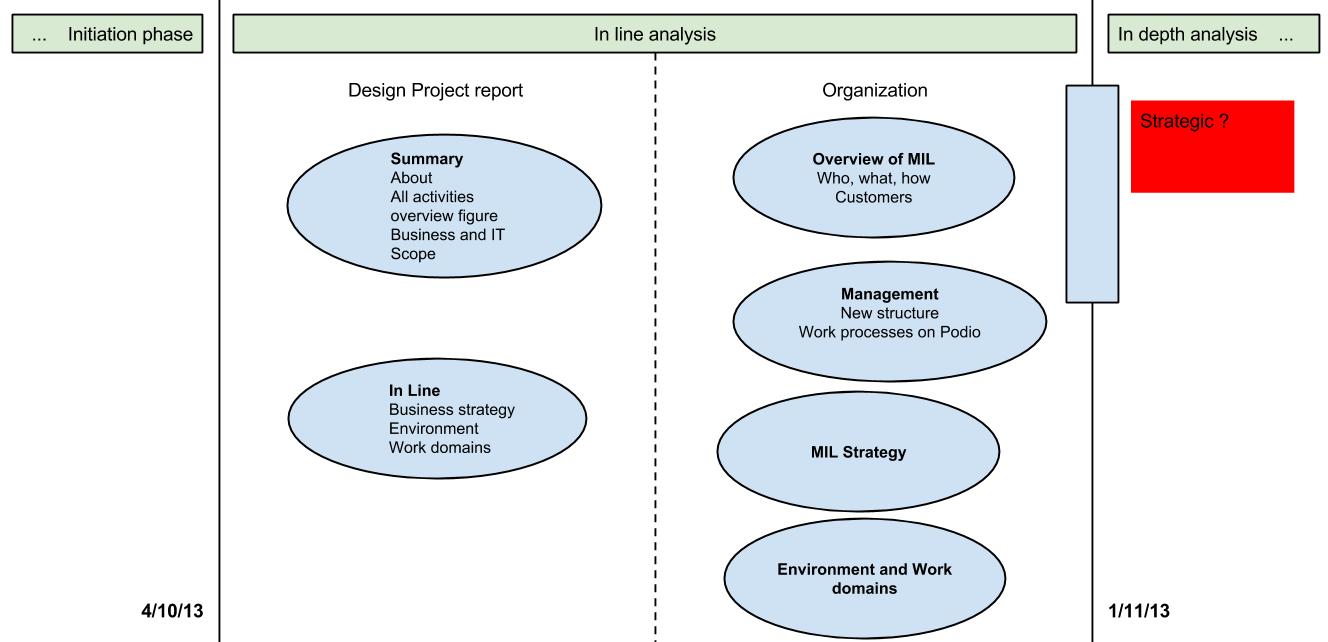 ... Initiation phase
In line analysis
In depth analysis ...
Design Project report
Summary
About
All activities
overview figure
Business and IT
Scope
In Line
Business strategy
Environment
Work domains
Organization
Overview of MIL
Who, what, how
Customers
Management
New structure
Work processes on Podio
MIL Strategy
Environment and Work
domains
Strategic ?
4/10/13
1/11/13